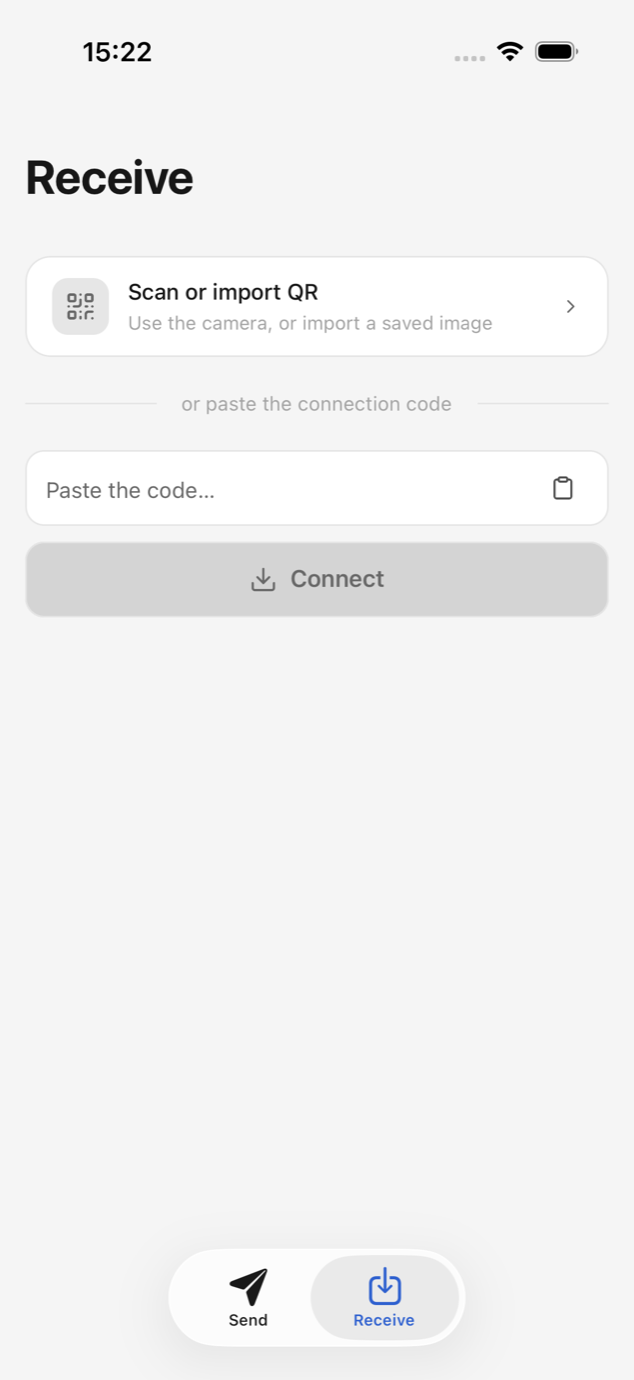 15:22
Receive
Scan or import QR
Use the camera, or import a saved image
or paste the connection code
Paste the code...
Connect
Send
Receive